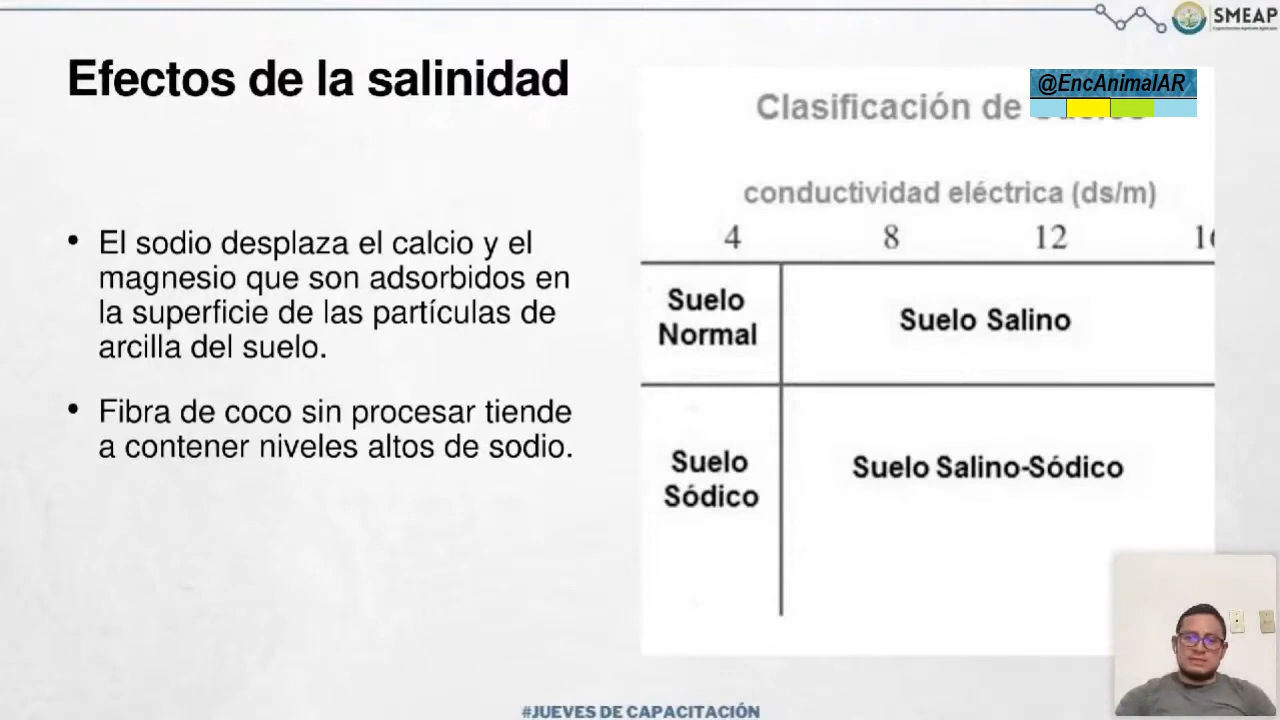 SMEAP
Efectos de la salinidad
@EncAnimalAR
Clasificación de
conductividad eléctrica (ds/m)
4 8 12
• El sodio desplaza el calcio y el
magnesio que son adsorbidos en
la superficie de las partículas de
arcilla del suelo.
• Fibra de coco sin procesar tiende
a contener niveles altos de sodio.
Suelo
Normal
Suelo Salino
Suelo
Sódico
Suelo Salino-Sódico
#JUEVES DE CAPACITACIÓN